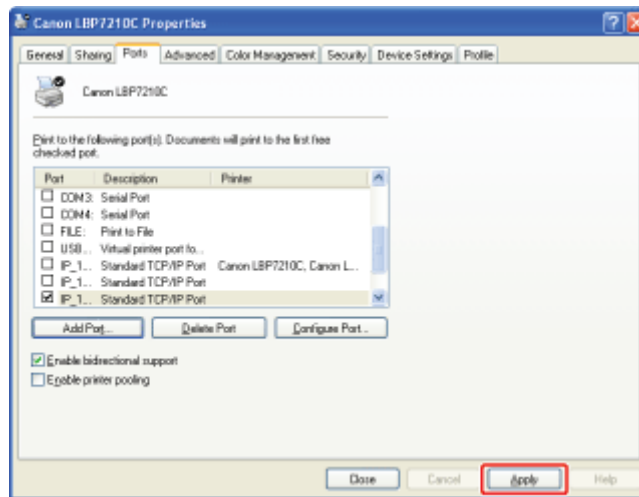 Canon LBP7210C Properties
General Sharing Ports Advanced Color Management Security Device Settings Profile
Canon LBP7210C
Print to the following port(s). Documents will print to the first free
checked port.
Port Description Printer
COM3: Serial Port
COM4: Serial Port
FILE: Print to File
USB... Virtual printer port fo...
IP_1... Standard TCP/IP Port Canon LBP7210C, Canon L...
IP_1... Standard TCP/IP Port
IP_1... Standard TCP/IP Port
Add Port... Delete Port Configure Port...
Enable bidirectional support
Enable printer pooling
Close Cancel Apply Help